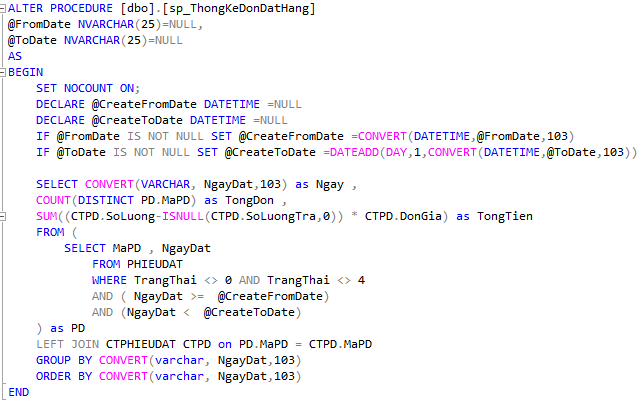 ALTER PROCEDURE [dbo].[sp_ThongKeDonDatHang]
@FromDate NVARCHAR(25)=NULL,
@ToDate NVARCHAR(25)=NULL
AS
BEGIN
SET NOCOUNT ON;
DECLARE @CreateFromDate DATETIME =NULL
DECLARE @CreateToDate DATETIME =NULL
IF @FromDate IS NOT NULL SET @CreateFromDate =CONVERT(DATETIME,@FromDate,103)
IF @ToDate IS NOT NULL SET @CreateToDate =DATEADD(DAY,1,CONVERT(DATETIME,@ToDate,103))
SELECT CONVERT(VARCHAR, NgayDat,103) as Ngay ,
COUNT(DISTINCT PD.MaPD) as TongDon ,
SUM((CTPD.SoLuong-ISNULL(CTPD.SoLuongTra,0)) * CTPD.DonGia) as TongTien
FROM (
SELECT MaPD , NgayDat
FROM PHIEUDAT
WHERE TrangThai <> 0 AND TrangThai <> 4
AND ( NgayDat >= @CreateFromDate)
AND (NgayDat < @CreateToDate)
) as PD
LEFT JOIN CTPHIEUDAT CTPD on PD.MaPD = CTPD.MaPD
GROUP BY CONVERT(varchar, NgayDat,103)
ORDER BY CONVERT(varchar, NgayDat,103)
END